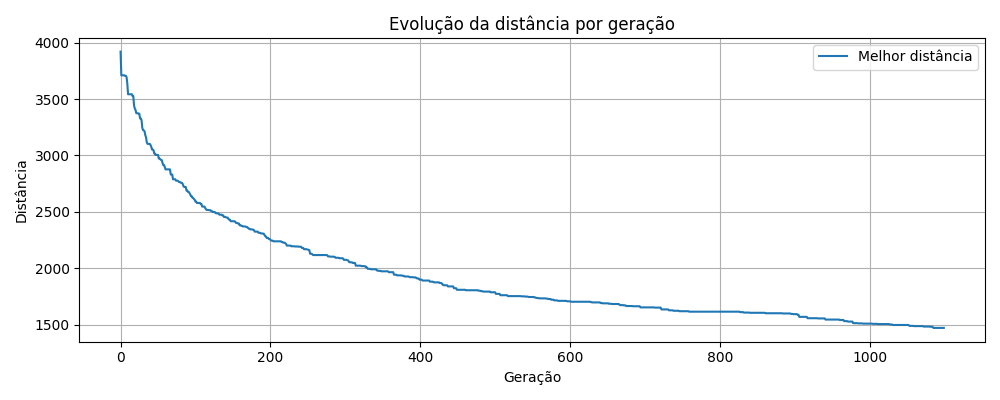 Evolução da distância por geração
Melhor distância
Distância
4000
3500
3000
2500
2000
1500
0 200 400 600 800 1000
Geração